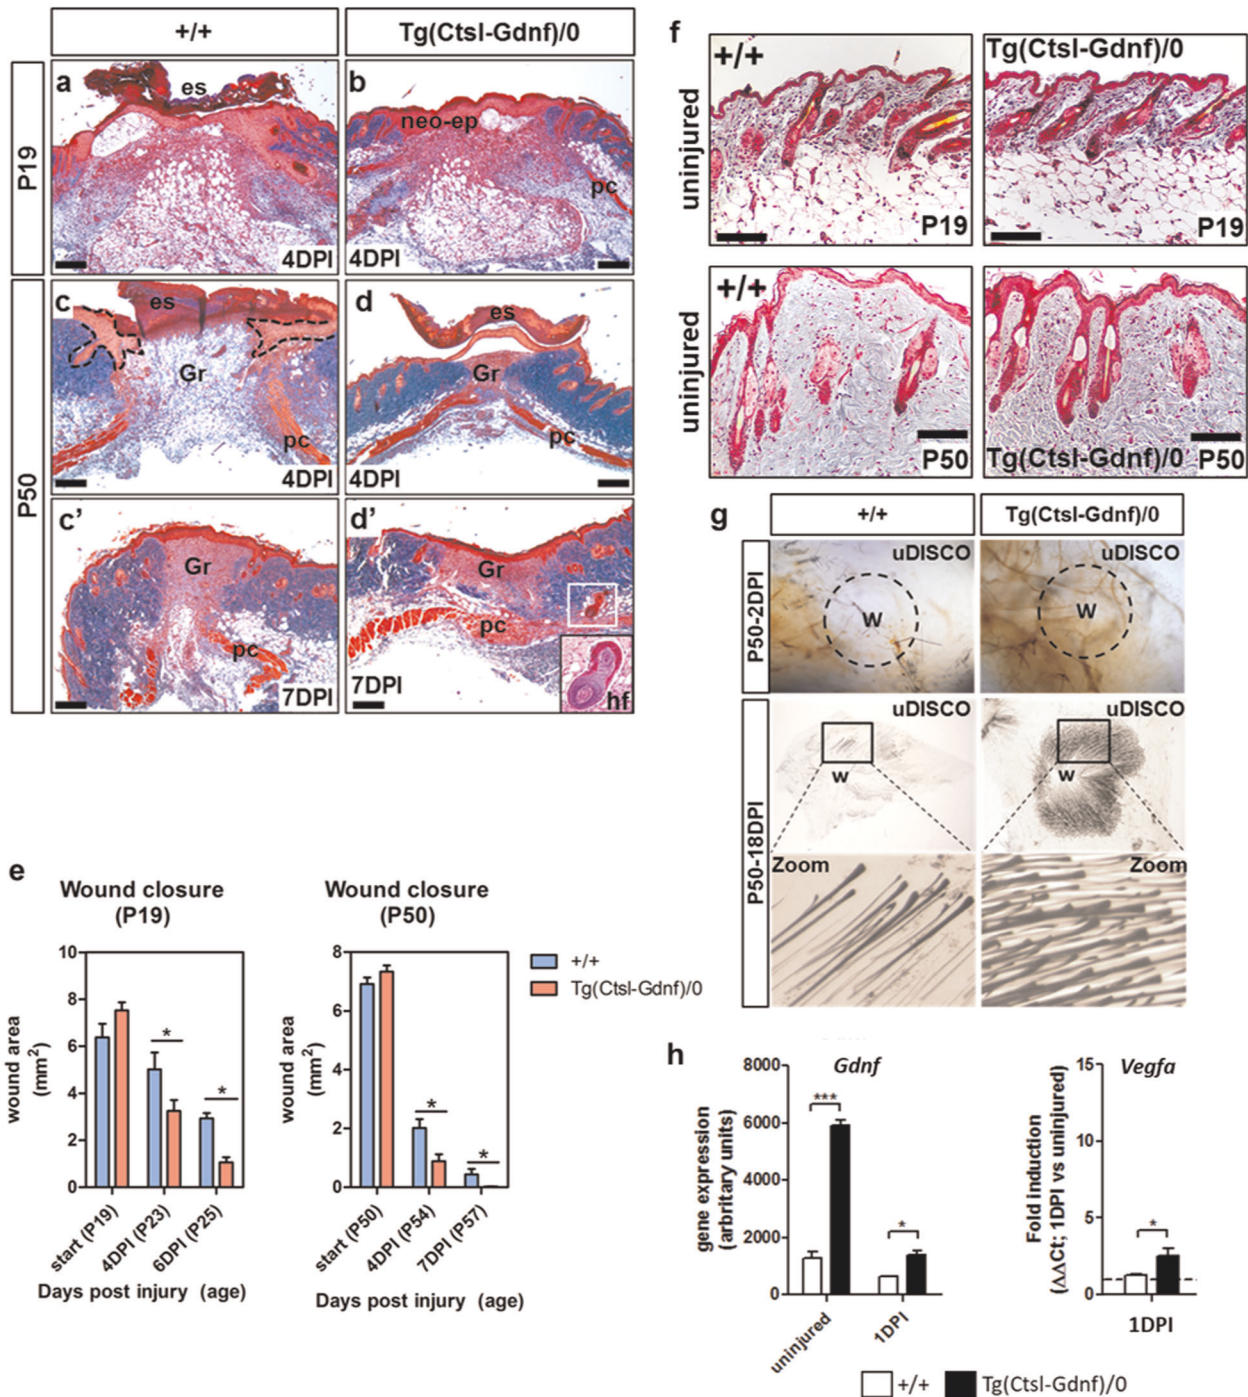 +/+
Tg(Ctsl-Gdnf)/0
P19
a
es
4DPI
b
neo-ep
pc
4DPI
P50
c
es
Gr
pc
4DPI
d
es
Gr
pc
4DPI
c'
Gr
pc
7DPI
d'
Gr
pc
7DPI
hf
e
Wound closure
(P19)
wound area
(mm2)
10
8
6
4
2
0
*
*
start (P19)
4DPI (P23)
6DPI (P25)
Days post injury (age)
Wound closure
(P50)
wound area
(mm2)
8
6
4
2
0
*
*
start (P50)
4DPI (P54)
7DPI (P57)
Days post injury (age)
+/+
Tg(Ctsl-Gdnf)/0
f
uninjured
+/+
P19
Tg(Ctsl-Gdnf)/0
P19
uninjured
+/+
P50
Tg(Ctsl-Gdnf)/0
P50
g
+/+
Tg(Ctsl-Gdnf)/0
P50-2DPI
uDISCO
W
uDISCO
W
P50-18DPI
uDISCO
w
uDISCO
w
Zoom
Zoom
h
Gdnf
gene expression
(arbritary units)
8000
6000
4000
2000
0
***
*
uninjured
1DPI
Vegfa
Fold induction
(ΔΔCt; 1DPI vs uninjured)
15
10
5
0
*
1DPI
+/+
Tg(Ctsl-Gdnf)/0